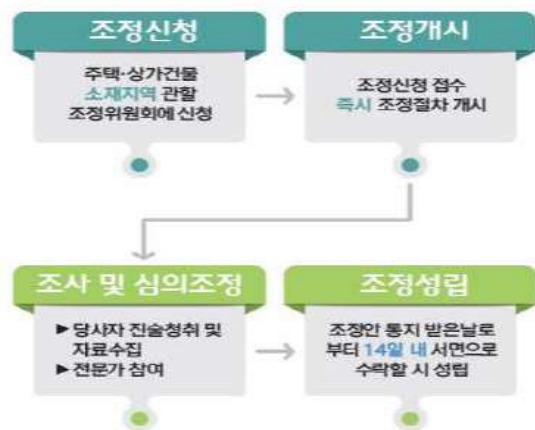 조정신청
주택·상가건물
소재지역 관할
조정위원회에 신청
조정개시
조정신청 접수
즉시 조정절차 개시
조사 및 심의조정
▶당사자 진술청취 및
자료수집
▶전문가 참여
조정성립
조정안 통지 받은날로
부터 14일 내 서면으로
수락할 시 성립